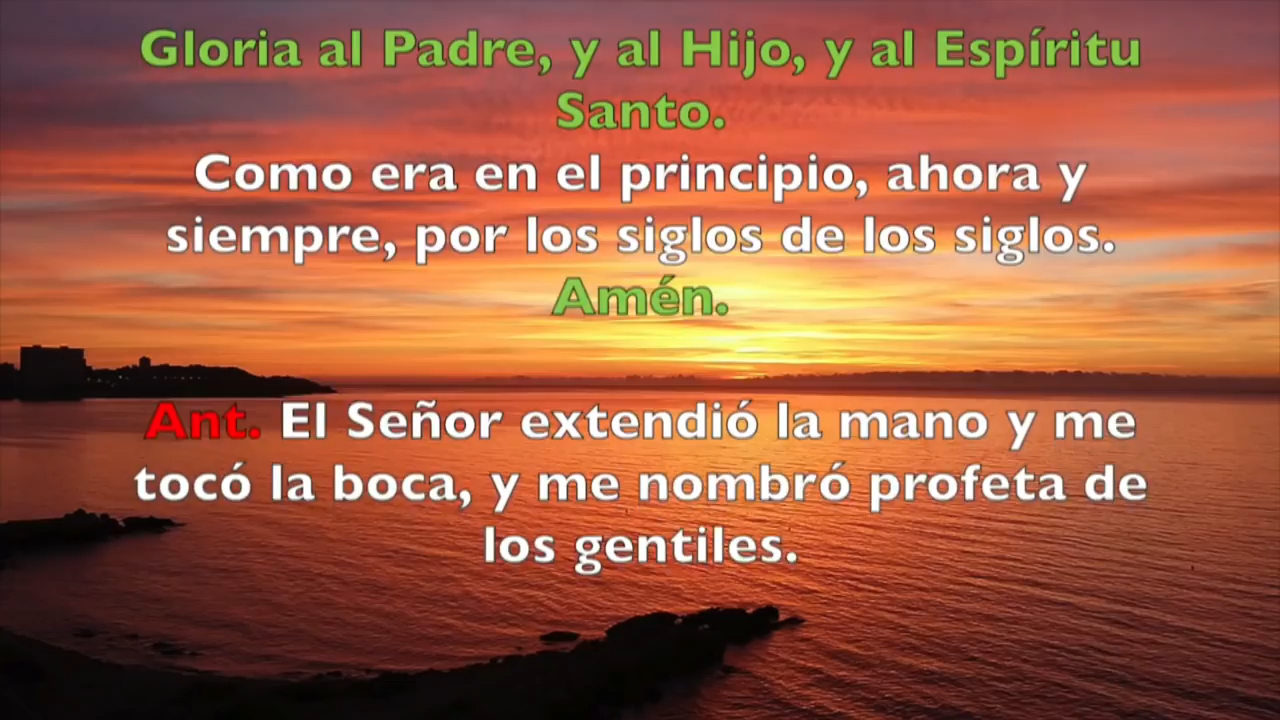 Gloria al Padre, y al Hijo, y al Espíritu
Santo.
Como era en el principio, ahora y
siempre, por los siglos de los siglos.
Amén.
Ant. El Señor extendió la mano y me
tocó la boca, y me nombró profeta de
los gentiles.